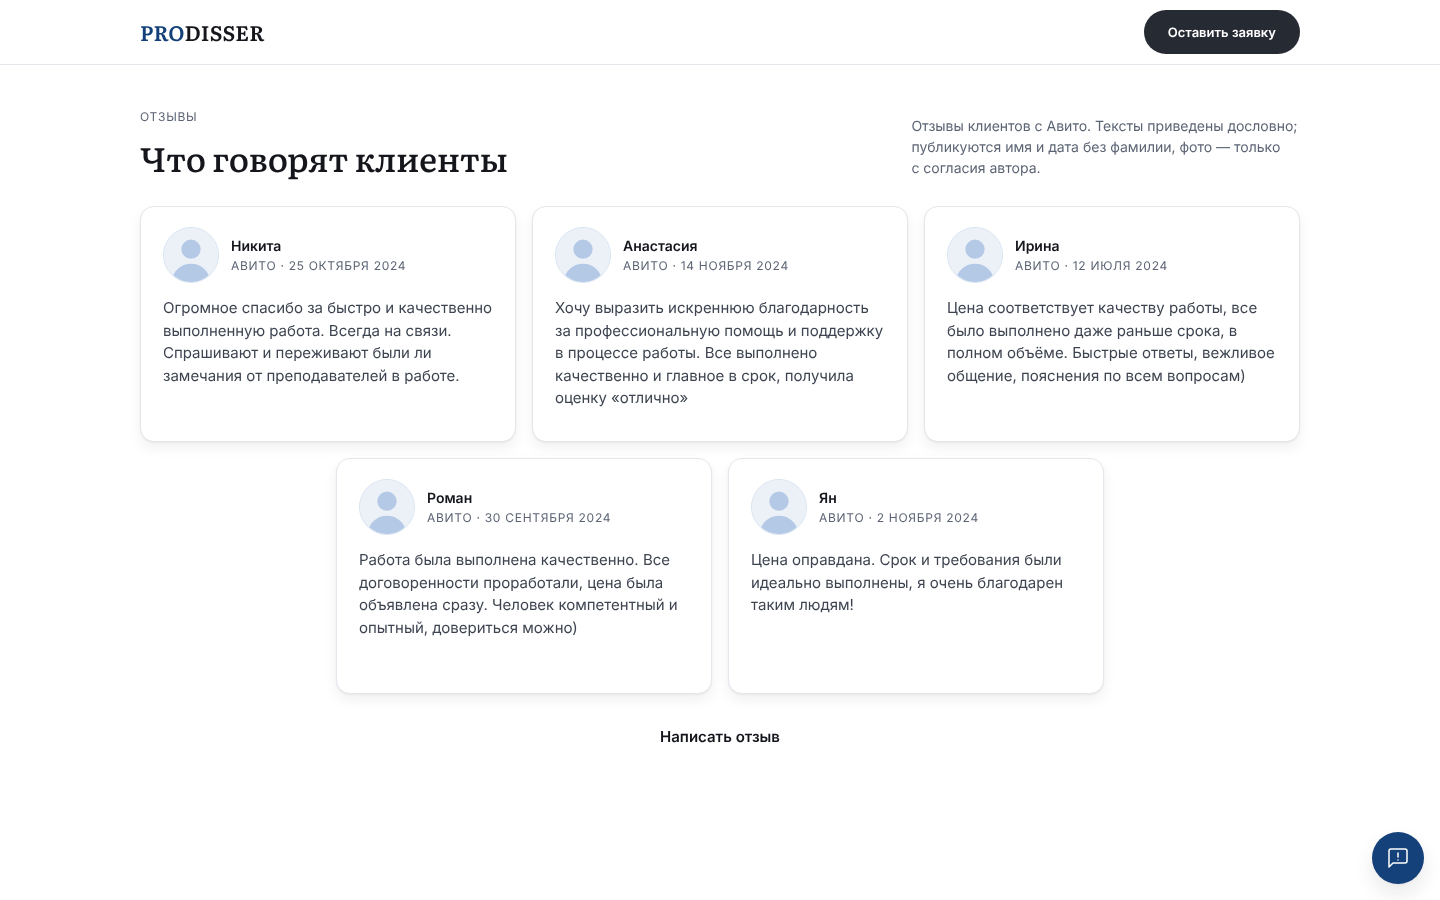 PRODISSER
Оставить заявку
ОТЗЫВЫ
Что говорят клиенты
Отзывы клиентов с Авито. Тексты приведены дословно;
публикуются имя и дата без фамилии, фото — только
с согласия автора.
Никита
АВИТО · 25 ОКТЯБРЯ 2024
Огромное спасибо за быстро и качественно
выполненную работа. Всегда на связи.
Спрашивают и переживают были ли
замечания от преподавателей в работе.
Анастасия
АВИТО · 14 НОЯБРЯ 2024
Хочу выразить искреннюю благодарность
за профессиональную помощь и поддержку
в процессе работы. Все выполнено
качественно и главное в срок, получила
оценку «отлично»
Ирина
АВИТО · 12 ИЮЛЯ 2024
Цена соответствует качеству работы, все
было выполнено даже раньше срока, в
полном объёме. Быстрые ответы, вежливое
общение, пояснения по всем вопросам)
Роман
АВИТО · 30 СЕНТЯБРЯ 2024
Работа была выполнена качественно. Все
договоренности проработали, цена была
объявлена сразу. Человек компетентный и
опытный, довериться можно)
Ян
АВИТО · 2 НОЯБРЯ 2024
Цена оправдана. Срок и требования были
идеально выполнены, я очень благодарен
таким людям!
Написать отзыв